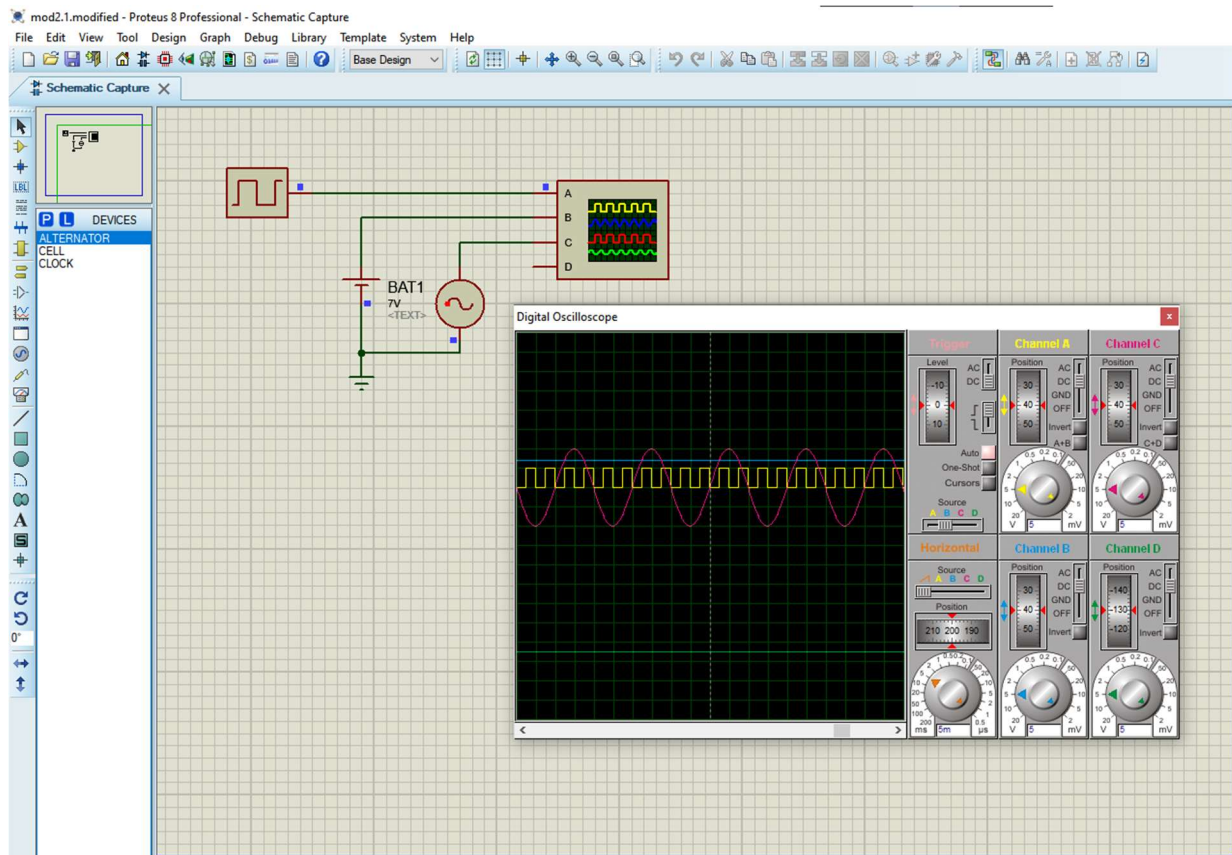 mod2.1.modified - Proteus 8 Professional - Schematic Capture
File Edit View Tool Design Graph Debug Library Template System Help
Base Design
Schematic Capture
LBL
P L DEVICES
ALTERNATOR
CELL
CLOCK
A
B
C
D
BAT1
7V
<TEXT>
A
S
0°
Digital Oscilloscope
Trigger
Level
-10
0
10
AC
DC
Auto
One-Shot
Cursors
Source
A B C D
Channel A
Position
30
40
50
AC
DC
GND
OFF
Invert
A+B
V 5 mV
Channel C
Position
30
40
50
AC
DC
GND
OFF
Invert
C+D
V 5 mV
Horizontal
Source
A B C D
Position
210 200 190
ms 5m µs
Channel B
Position
30
40
50
AC
DC
GND
OFF
Invert
V 5 mV
Channel D
Position
-140
-130
-120
AC
DC
GND
OFF
Invert
V 5 mV